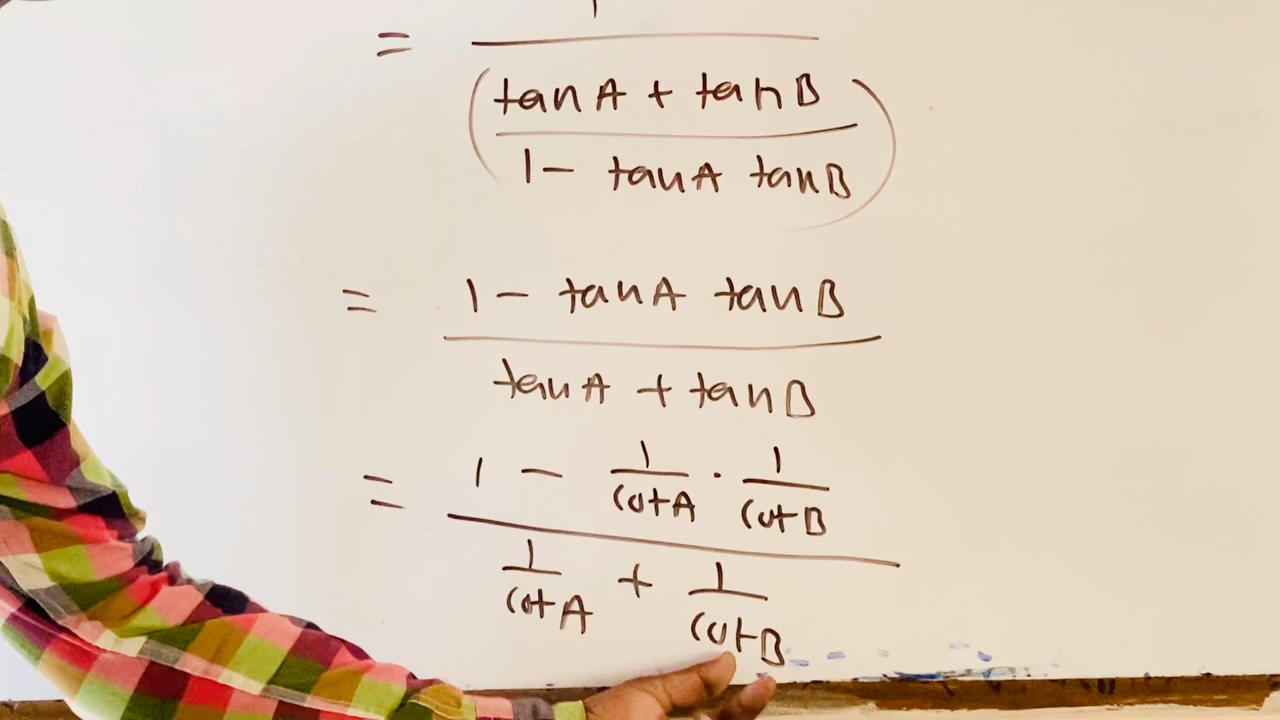 = 1
tanA + tanB
1 - tanA tanB
= 1 - tanA tanB
tanA + tanB
= 1 - 1/cotA · 1/cotB
1/cotA + 1/cotB